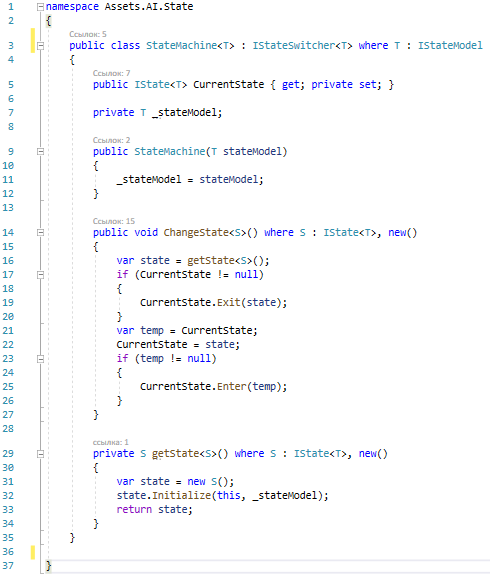 1 namespace Assets.AI.State
2 {
Ссылок: 5
3 public class StateMachine<T> : IStateSwitcher<T> where T : IStateModel
4 {
Ссылок: 7
5 public IState<T> CurrentState { get; private set; }
6
7 private T _stateModel;
8
Ссылок: 2
9 public StateMachine(T stateModel)
10 {
11 _stateModel = stateModel;
12 }
13
Ссылок: 15
14 public void ChangeState<S>() where S : IState<T>, new()
15 {
16 var state = getState<S>();
17 if (CurrentState != null)
18 {
19 CurrentState.Exit(state);
20 }
21 var temp = CurrentState;
22 CurrentState = state;
23 if (temp != null)
24 {
25 CurrentState.Enter(temp);
26 }
27 }
28
ссылка: 1
29 private S getState<S>() where S : IState<T>, new()
30 {
31 var state = new S();
32 state.Initialize(this, _stateModel);
33 return state;
34 }
35 }
36
37 }